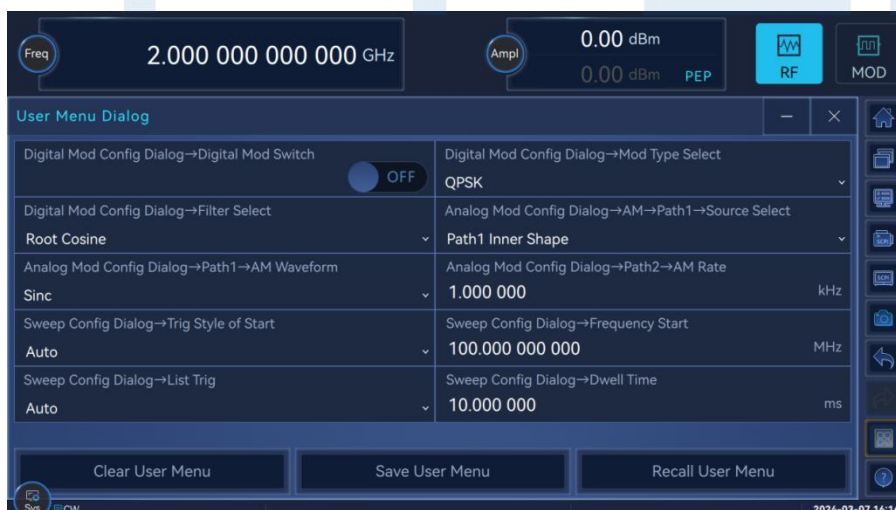 Freq
2.000 000 000 000 GHz
Ampl
0.00 dBm
0.00 dBm PEP
RF
MOD
User Menu Dialog
Digital Mod Config Dialog→Digital Mod Switch
OFF
Digital Mod Config Dialog→Mod Type Select
QPSK
Digital Mod Config Dialog→Filter Select
Root Cosine
Analog Mod Config Dialog→AM→Path1→Source Select
Path1 Inner Shape
Analog Mod Config Dialog→Path1→AM Waveform
Sinc
Analog Mod Config Dialog→Path2→AM Rate
1.000 000 kHz
Sweep Config Dialog→Trig Style of Start
Auto
Sweep Config Dialog→Frequency Start
100.000 000 000 MHz
Sweep Config Dialog→List Trig
Auto
Sweep Config Dialog→Dwell Time
10.000 000 ms
Clear User Menu
Save User Menu
Recall User Menu
Sys
CW